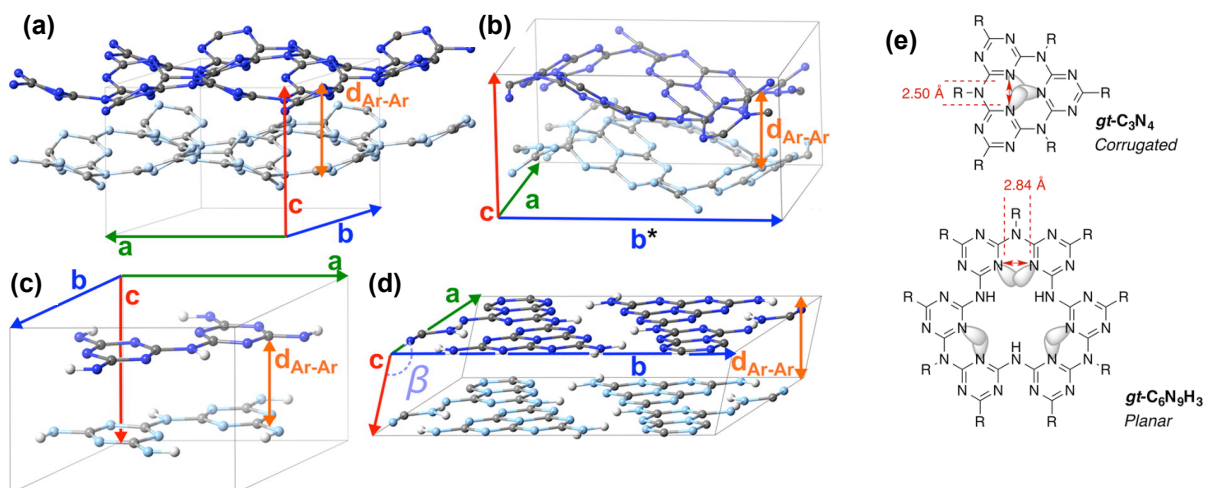 (a)
d_Ar-Ar
c
a
b
(b)
d_Ar-Ar
c
a
b*
(c)
b
c
a
d_Ar-Ar
(d)
a
c
β
b
d_Ar-Ar
(e)
R
R
N
N
N
N
N
2.50 Å
R
N
N
N
N
N
N
N
R
N
N
N
N
N
N
R
R
gt-C₃N₄
Corrugated
2.84 Å
R
R
N
R
N
N
N
N
N
N
NH
HN
R
N
N
N
N
R
N
N
N
N
R
N
N
H
N
N
N
R
N
N
N
N
R
R
gt-C₆N₉H₃
Planar